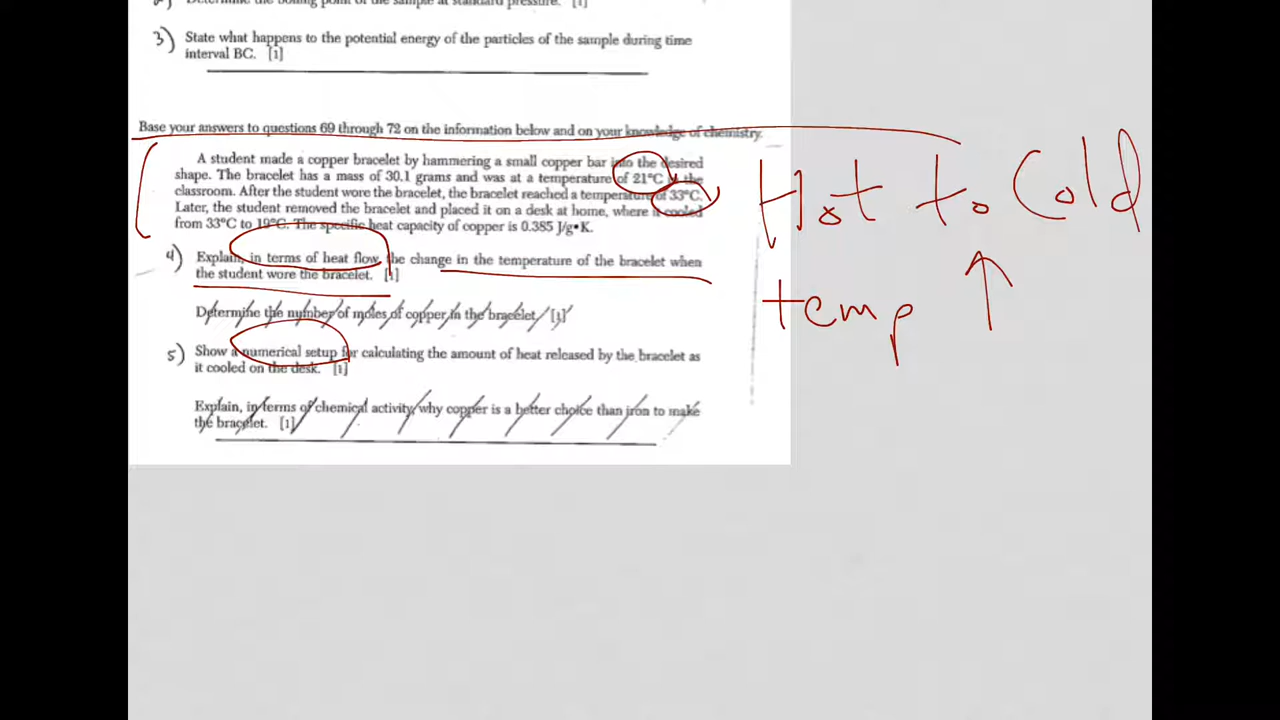 3) State what happens to the potential energy of the particles of the sample during time
interval BC. [1]
Base your answers to questions 69 through 72 on the information below and on your knowledge of chemistry.
A student made a copper bracelet by hammering a small copper bar into the desired
shape. The bracelet has a mass of 30.1 grams and was at a temperature of 21°C in the
classroom. After the student wore the bracelet, the bracelet reached a temperature of 33°C.
Later, the student removed the bracelet and placed it on a desk at home, where it cooled
from 33°C to 19°C. The specific heat capacity of copper is 0.385 J/g•K.
4) Explain, in terms of heat flow, the change in the temperature of the bracelet when
the student wore the bracelet. [1]
Determine the number of moles of copper in the bracelet.
5) Show a numerical setup for calculating the amount of heat released by the bracelet as
it cooled on the desk. [1]
Explain, in terms of chemical activity, why copper is a better choice than iron to make
the bracelet. [1]
Hot to Cold
temp ↑